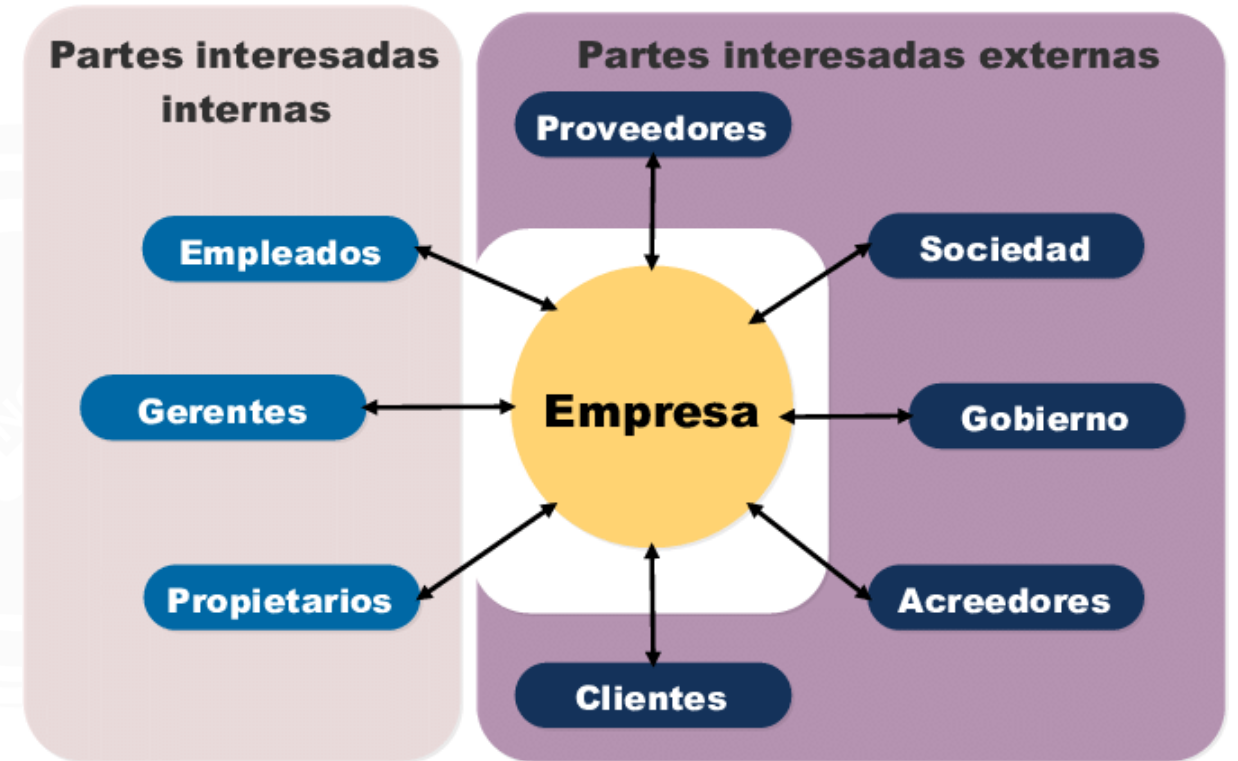 Partes interesadas
internas
Partes interesadas externas
Proveedores
Empleados
Sociedad
Gerentes
Empresa
Gobierno
Propietarios
Acreedores
Clientes